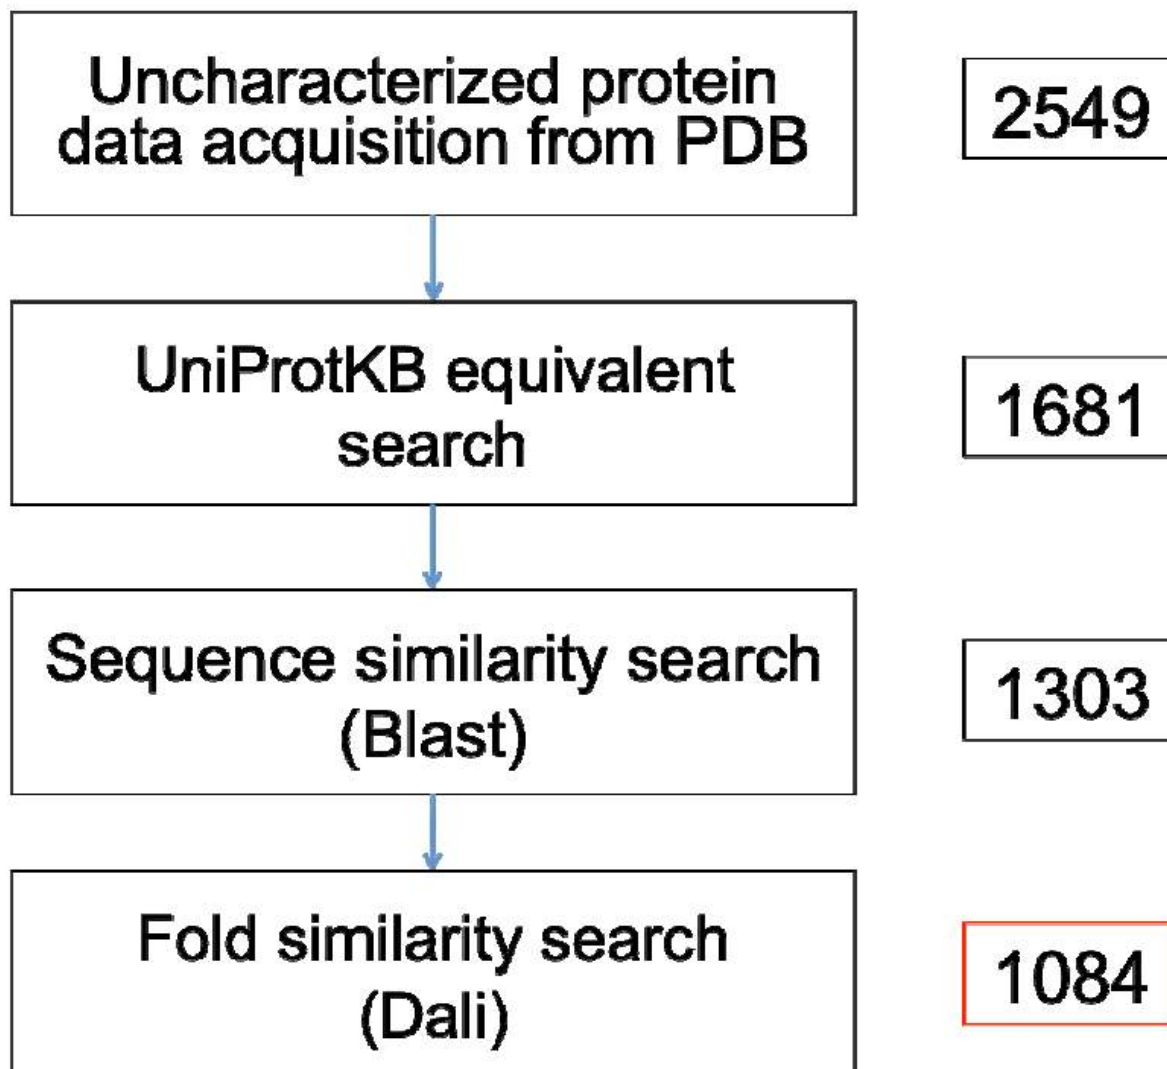 Uncharacterized protein
data acquisition from PDB
2549
UniProtKB equivalent
search
1681
Sequence similarity search
(Blast)
1303
Fold similarity search
(Dali)
1084